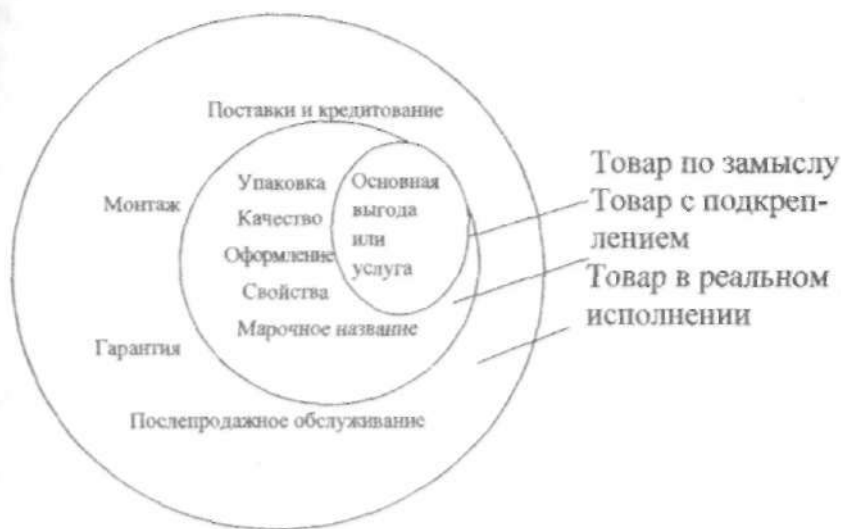 Поставки и кредитование
Упаковка
Качество
Оформление
Свойства
Марочное название
Основная
выгода
или
услуга
Монтаж
Гарантия
Послепродажное обслуживание
Товар по замыслу
Товар с подкреп-
лением
Товар в реальном
исполнении